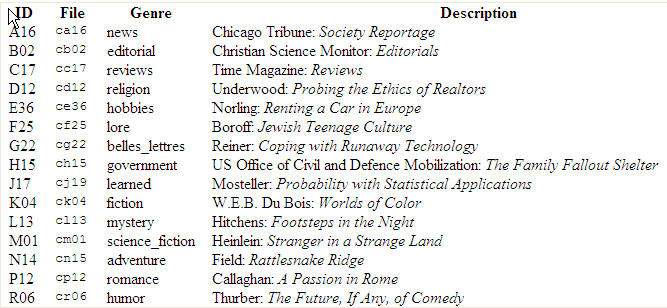 ID File Genre Description
A16 ca16 news Chicago Tribune: Society Reportage
B02 cb02 editorial Christian Science Monitor: Editorials
C17 cc17 reviews Time Magazine: Reviews
D12 cd12 religion Underwood: Probing the Ethics of Realtors
E36 ce36 hobbies Norling: Renting a Car in Europe
F25 cf25 lore Boroff: Jewish Teenage Culture
G22 cg22 belles_lettres Reiner: Coping with Runaway Technology
H15 ch15 government US Office of Civil and Defence Mobilization: The Family Fallout Shelter
J17 cj19 learned Mosteller: Probability with Statistical Applications
K04 ck04 fiction W.E.B. Du Bois: Worlds of Color
L13 cl13 mystery Hitchens: Footsteps in the Night
M01 cm01 science_fiction Heinlein: Stranger in a Strange Land
N14 cn15 adventure Field: Rattlesnake Ridge
P12 cp12 romance Callaghan: A Passion in Rome
R06 cr06 humor Thurber: The Future, If Any, of Comedy